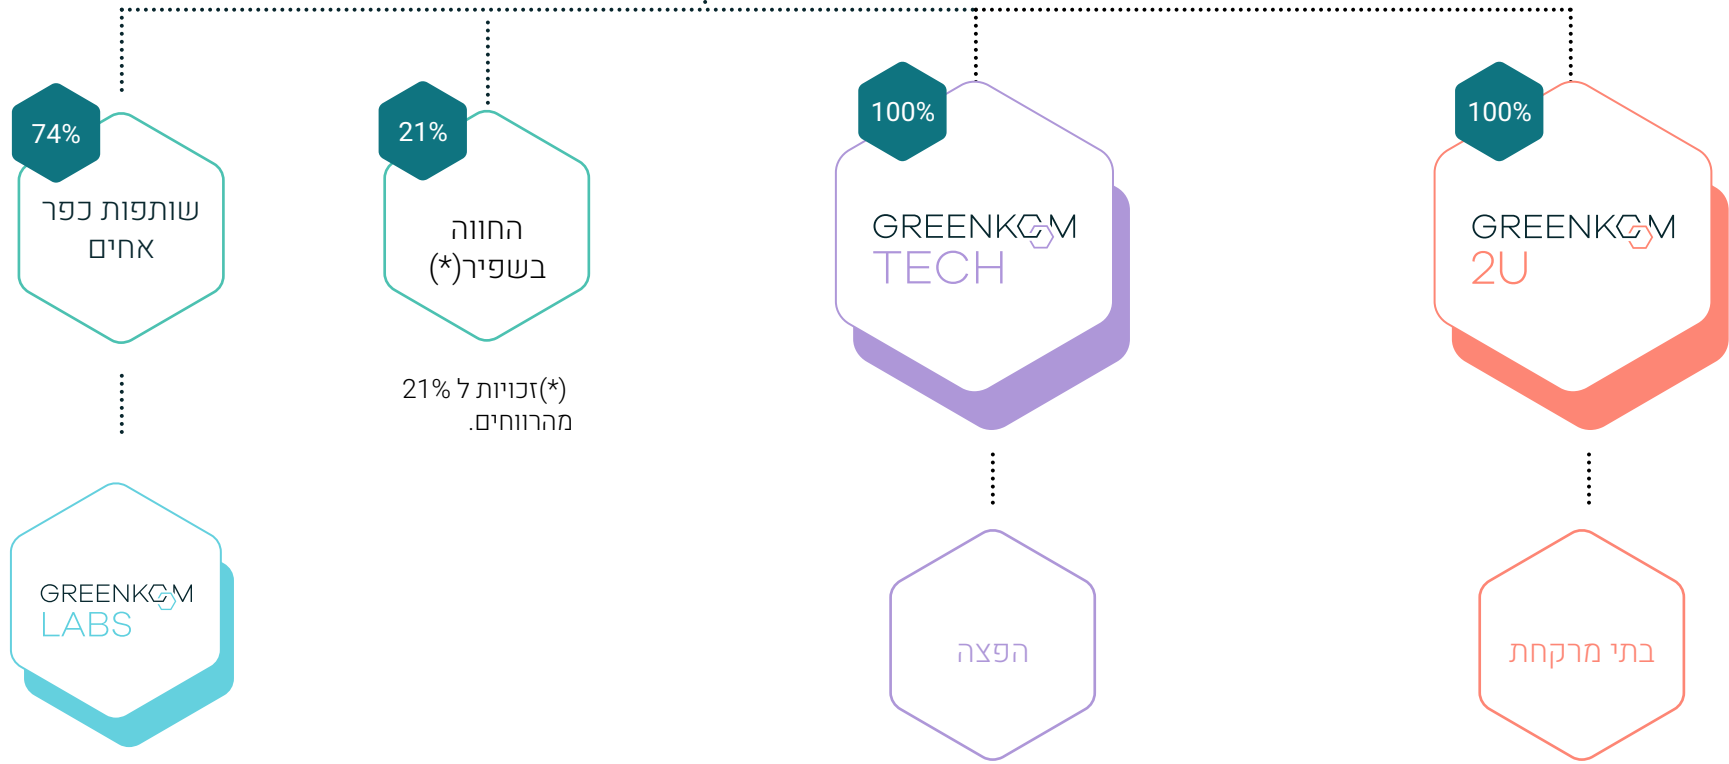 100%
GREENKOM
2U
בתי מרקחת
100%
GREENKOM
TECH
הפצה
21%
החווה
בשפיר(*)
(*)זכויות ל 21%
מהרווחים.
74%
שותפות כפר
אחים
GREENKOM
LABS